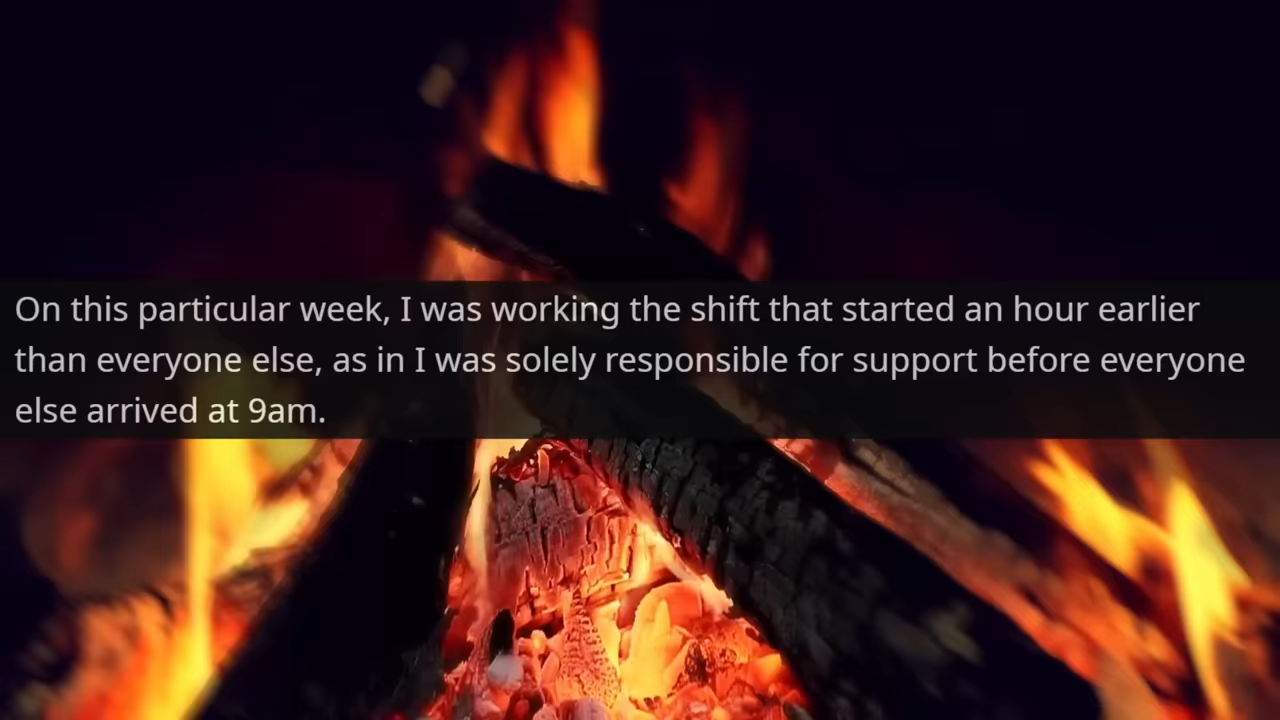 On this particular week, I was working the shift that started an hour earlier
than everyone else, as in I was solely responsible for support before everyone
else arrived at 9am.